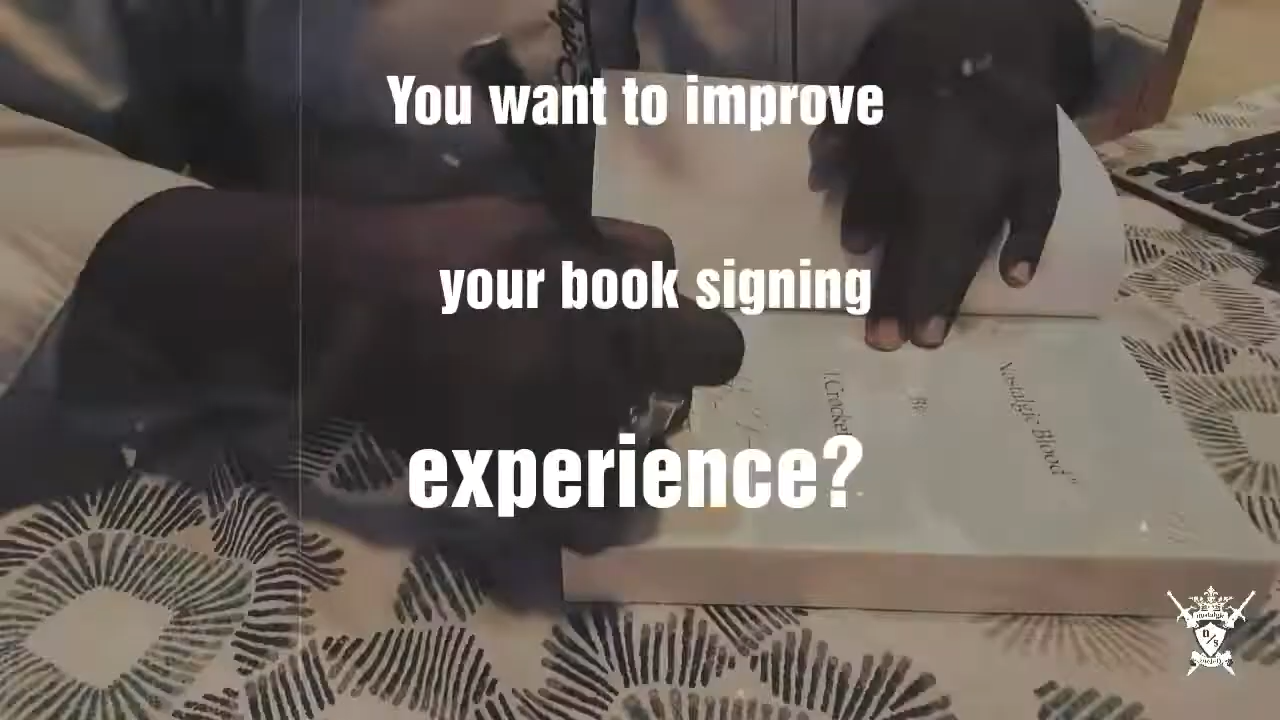 You want to improve
your book signing
experience?
Nostalgic Blood"